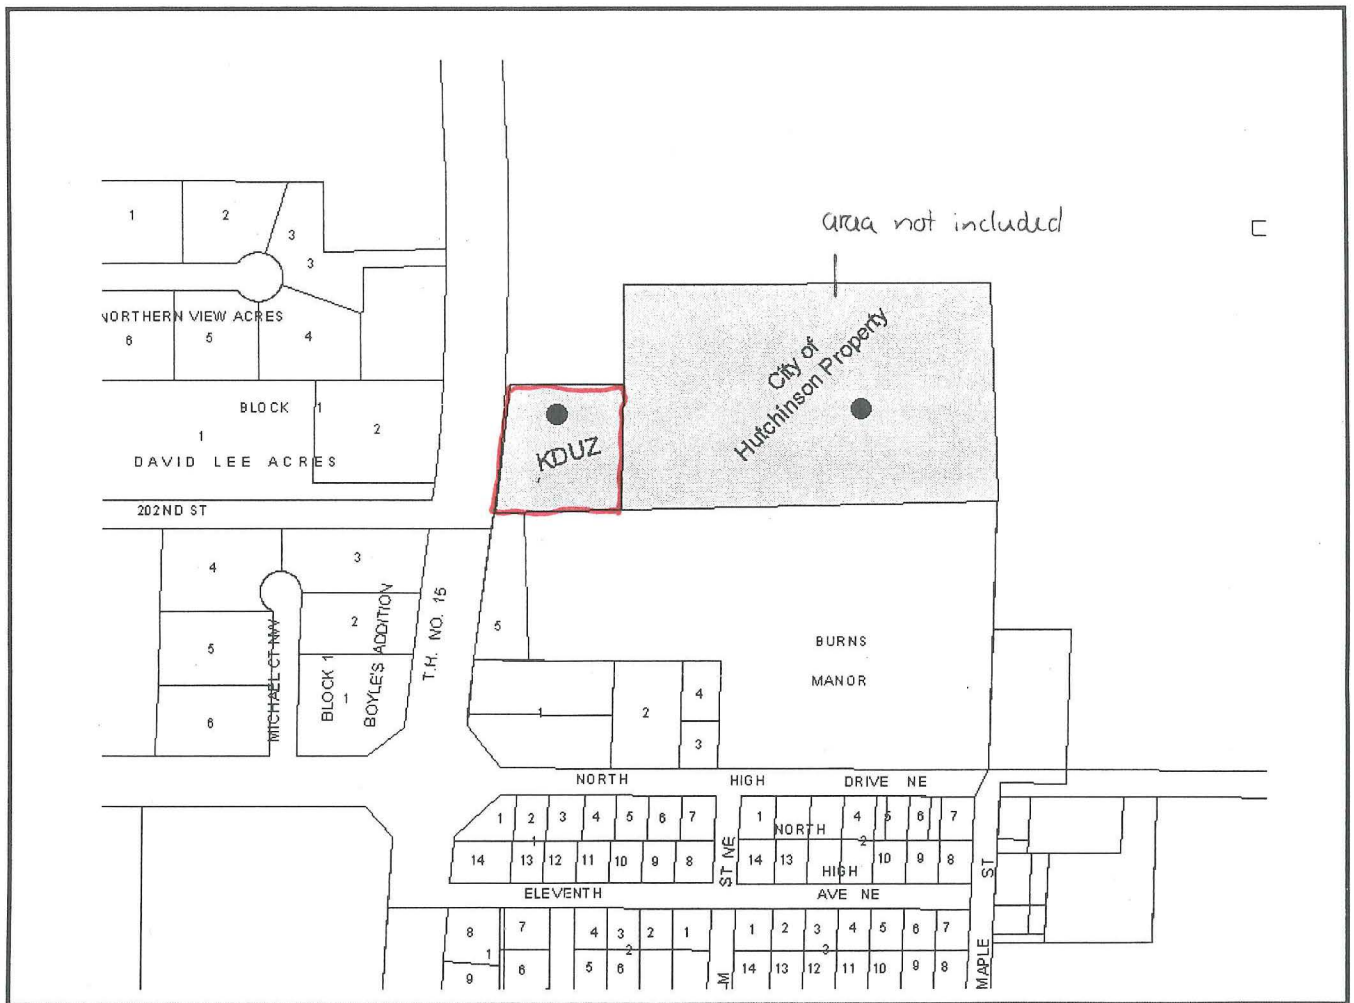 area not included
1
2
3
3
NORTHERN VIEW ACRES
6
5
4
City of
Hutchinson Property
BLOCK 1
1
2
DAVID LEE ACRES
KDUZ
202ND ST
4
3
2
5
BLOCK 1
1
BOYLE'S ADDITION
6
MICHAEL CT NW
T.H. NO. 15
5
BURNS
MANOR
1
2
4
3
NORTH HIGH DRIVE NE
1 2 3 4 5 6 7
1
14 13 12 11 10 9 8
ST NE
1 4 5 6 7
NORTH
2
14 13 10 9 8
HIGH
ST
ELEVENTH AVE NE
8 7
1
9 6
4 3 2 1
2
5 6
M
1 2 3 4 5 6 7
3
14 13 12 11 10 9 8
MAPLE